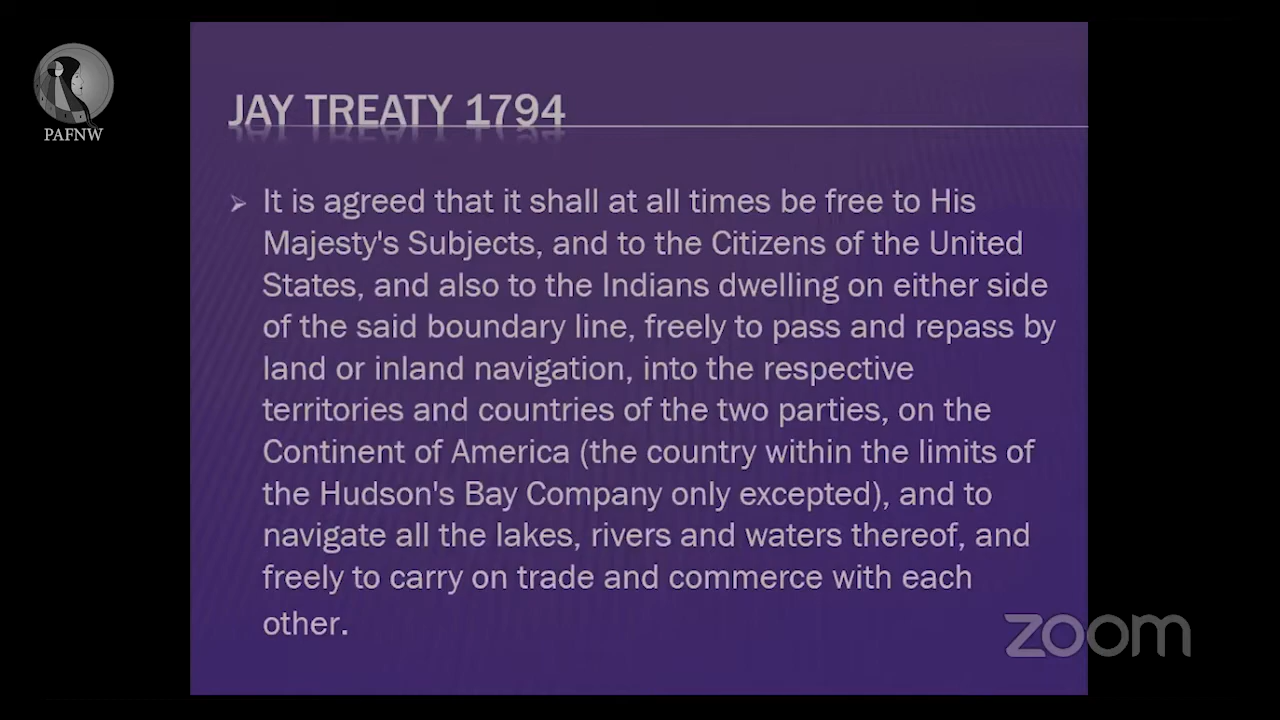 PAFNW
JAY TREATY 1794
It is agreed that it shall at all times be free to His
Majesty's Subjects, and to the Citizens of the United
States, and also to the Indians dwelling on either side
of the said boundary line, freely to pass and repass by
land or inland navigation, into the respective
territories and countries of the two parties, on the
Continent of America (the country within the limits of
the Hudson's Bay Company only excepted), and to
navigate all the lakes, rivers and waters thereof, and
freely to carry on trade and commerce with each
other.
zoom